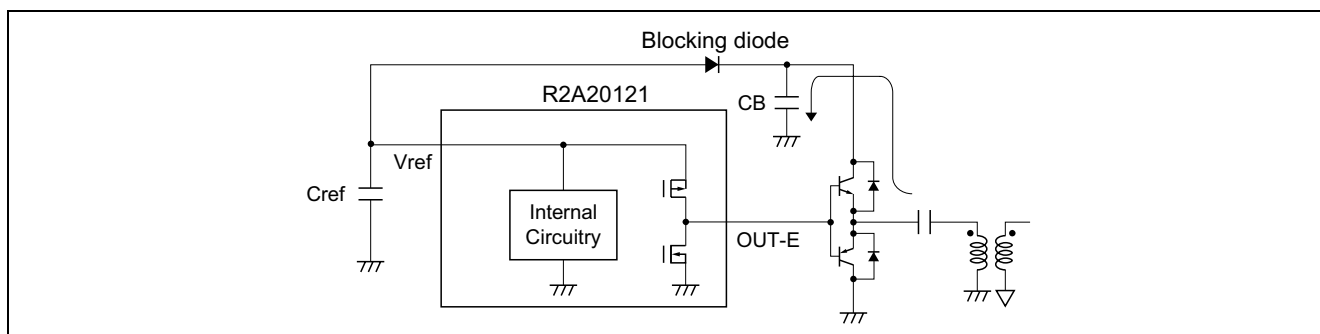 Blocking diode
R2A20121
CB
Vref
Cref
Internal
Circuitry
OUT-E